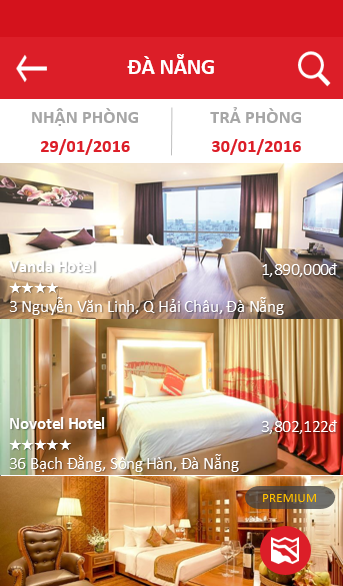 ĐÀ NẴNG
NHẬN PHÒNG
TRẢ PHÒNG
29/01/2016
30/01/2016
Vanda Hotel
1,890,000đ
★★★★
3 Nguyễn Văn Linh, Q Hải Châu, Đà Nẵng
Novotel Hotel
3,802,122đ
★★★★★
36 Bạch Đằng, Sông Hàn, Đà Nẵng
PREMIUM